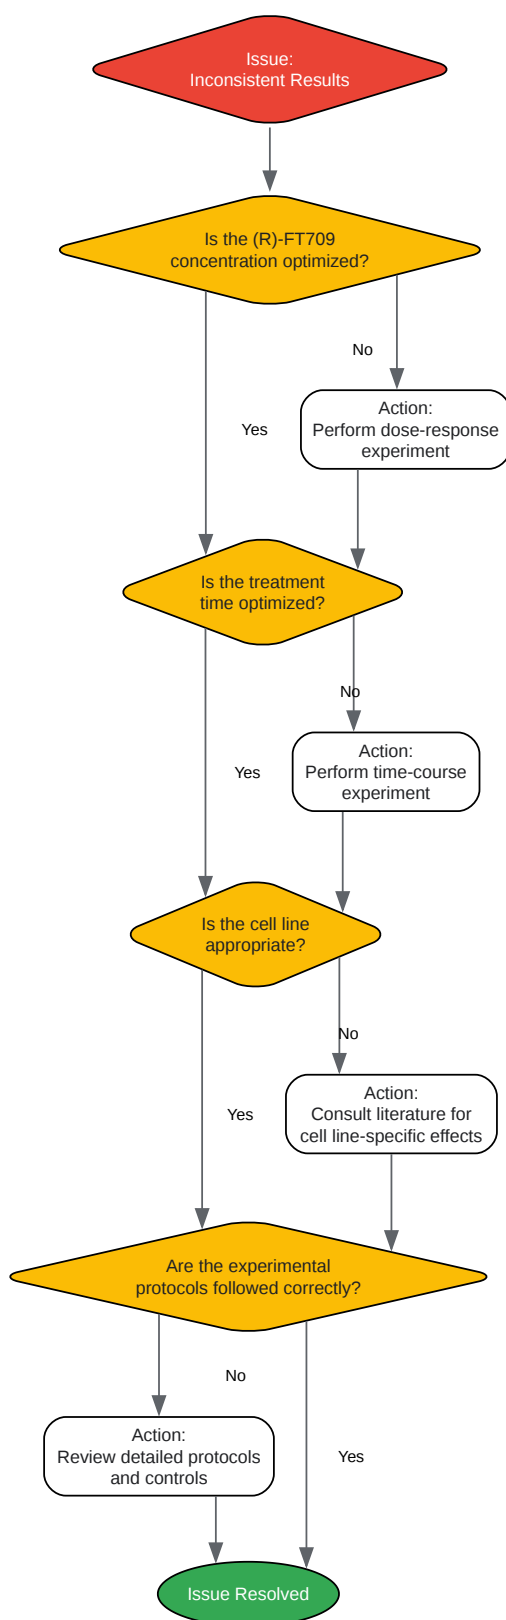 Issue:
Inconsistent Results
Is the (R)-FT709
concentration optimized?
No
Yes
Action:
Perform dose-response
experiment
Is the treatment
time optimized?
No
Yes
Action:
Perform time-course
experiment
Is the cell line
appropriate?
No
Yes
Action:
Consult literature for
cell line-specific effects
Are the experimental
protocols followed correctly?
No
Yes
Action:
Review detailed protocols
and controls
Issue Resolved